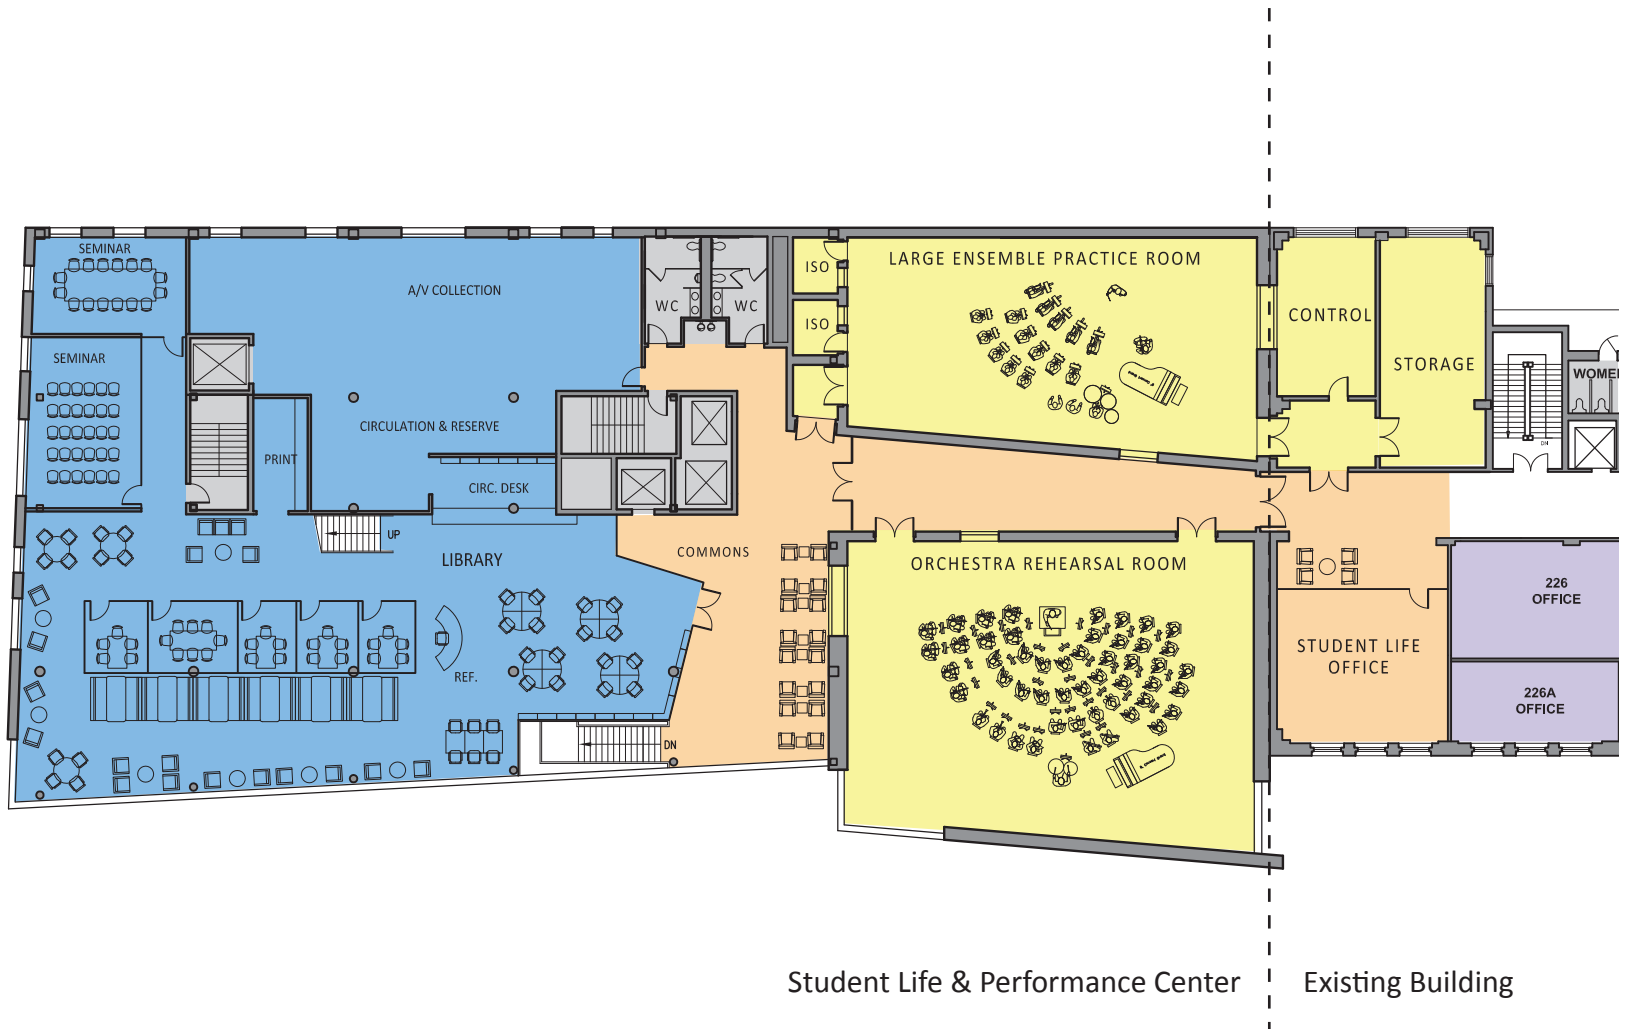 SEMINAR
A/V COLLECTION
SEMINAR
CIRCULATION & RESERVE
PRINT
CIRC. DESK
UP
LIBRARY
REF.
DN
COMMONS
WC
WC
ISO
ISO
LARGE ENSEMBLE PRACTICE ROOM
ORCHESTRA REHEARSAL ROOM
CONTROL
STORAGE
DN
WOME
STUDENT LIFE
OFFICE
226
OFFICE
226A
OFFICE
Student Life & Performance Center
Existing Building